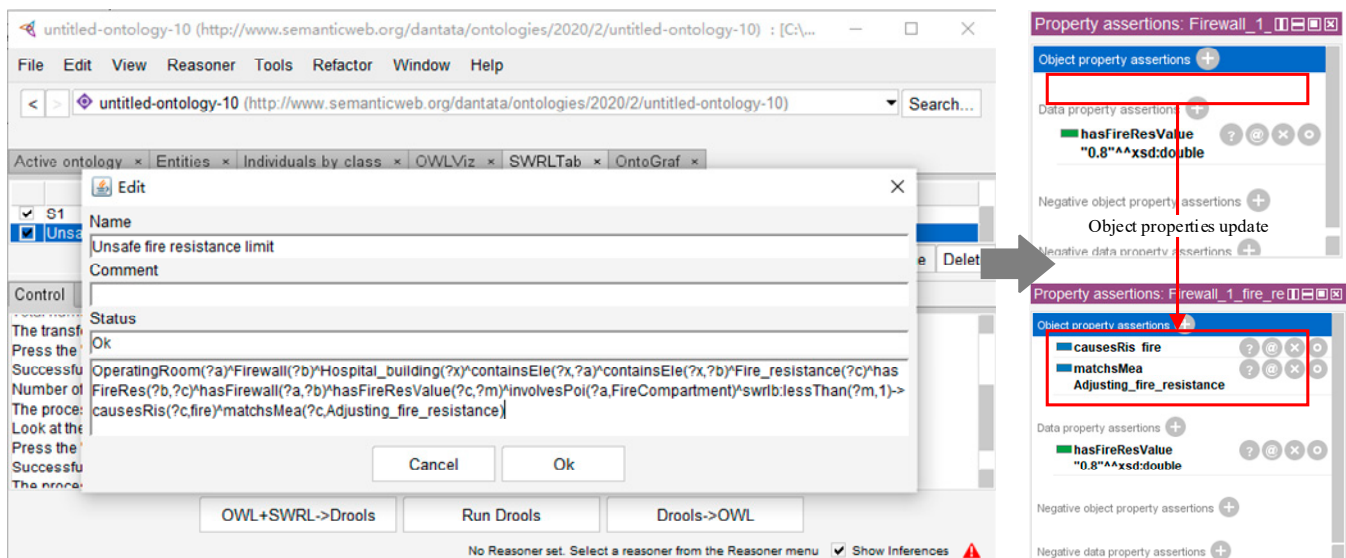 untitled-ontology-10 (http://www.semanticweb.org/dantata/ontologies/2020/2/untitled-ontology-10) : [C:\...
File Edit View Reasoner Tools Refactor Window Help
< > untitled-ontology-10 (http://www.semanticweb.org/dantata/ontologies/2020/2/untitled-ontology-10) Search...
Active ontology × Entities × Individuals by class × OWLViz × SWRLTab × OntoGraf ×
Edit
S1
Name
Unsa
Unsafe fire resistance limit
e Delet
Comment
Control
Status
The transf
Ok
Press the
Successfu
OperatingRoom(?a)^Firewall(?b)^Hospital_building(?x)^containsEle(?x,?a)^containsEle(?x,?b)^Fire_resistance(?c)^has
Number of
FireRes(?b,?c)^hasFirewall(?a,?b)^hasFireResValue(?c,?m)^involvesPoi(?a,FireCompartment)^swrlb:lessThan(?m,1)->
The proce
causesRis(?c,fire)^matchsMea(?c,Adjusting_fire_resistance)
Look at the
Press the
Successfu
The proce
Cancel Ok
OWL+SWRL->Drools Run Drools Drools->OWL
No Reasoner set. Select a reasoner from the Reasoner menu Show Inferences
Property assertions: Firewall_1_
Object property assertions
Data property assertions
hasFireResValue
"0.8"^^xsd:double
Negative object property assertions
Object properties update
Negative data property assertions
Property assertions: Firewall_1_fire_re
Object property assertions
causesRis fire
matchsMea
Adjusting_fire_resistance
Data property assertions
hasFireResValue
"0.8"^^xsd:double
Negative object property assertions
Negative data property assertions